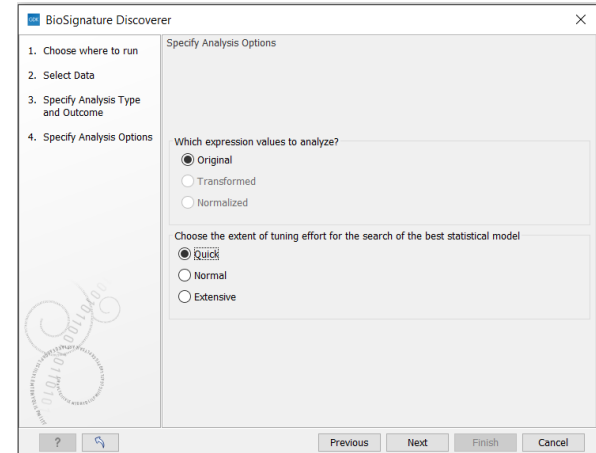 BioSignature Discoverer
1. Choose where to run
2. Select Data
3. Specify Analysis Type
and Outcome
4. Specify Analysis Options
Specify Analysis Options
Which expression values to analyze?
Original
Transformed
Normalized
Choose the extent of tuning effort for the search of the best statistical model
Quick
Normal
Extensive
?
Previous
Next
Finish
Cancel